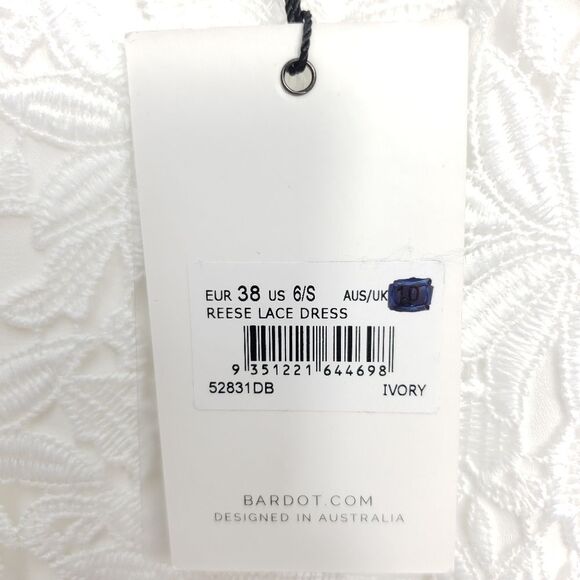 EUR 38 US 6/S AUS/UK 10
REESE LACE DRESS
9 351221 644698
52831DB IVORY
BARDOT.COM
DESIGNED IN AUSTRALIA